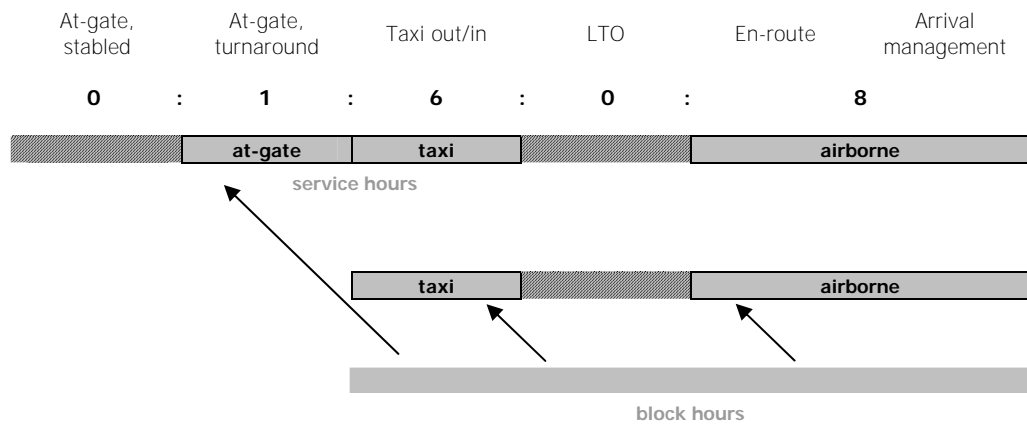 At-gate, stabled
At-gate, turnaround
Taxi out/in
LTO
En-route
Arrival management
0 : 1 : 6 : 0 : 8
at-gate taxi airborne
service hours
taxi airborne
block hours